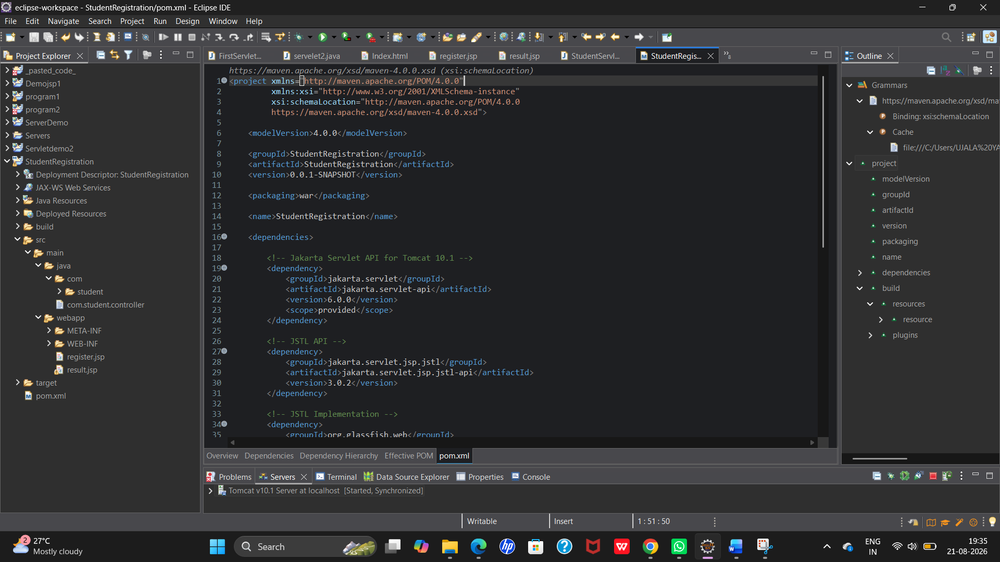 eclipse-workspace - StudentRegistration/pom.xml - Eclipse IDE
File Edit Navigate Search Project Run Design Window Help
Project Explorer
_pasted_code_
Demojsp1
program1
program2
ServerDemo
Servers
Servletdemo2
StudentRegistration
Deployment Descriptor: StudentRegistration
JAX-WS Web Services
Java Resources
Deployed Resources
build
src
main
java
com
student
com.student.controller
webapp
META-INF
WEB-INF
register.jsp
result.jsp
target
pom.xml
FirstServlet... servelet2.java Index.html register.jsp result.jsp StudentServl... StudentRegis... »8
https://maven.apache.org/xsd/maven-4.0.0.xsd (xsi:schemaLocation)
1 <project xmlns="http://maven.apache.org/POM/4.0.0"
2 xmlns:xsi="http://www.w3.org/2001/XMLSchema-instance"
3 xsi:schemaLocation="http://maven.apache.org/POM/4.0.0
4 https://maven.apache.org/xsd/maven-4.0.0.xsd">
5
6 <modelVersion>4.0.0</modelVersion>
7
8 <groupId>StudentRegistration</groupId>
9 <artifactId>StudentRegistration</artifactId>
10 <version>0.0.1-SNAPSHOT</version>
11
12 <packaging>war</packaging>
13
14 <name>StudentRegistration</name>
15
16 <dependencies>
17
18 <!-- Jakarta Servlet API for Tomcat 10.1 -->
19 <dependency>
20 <groupId>jakarta.servlet</groupId>
21 <artifactId>jakarta.servlet-api</artifactId>
22 <version>6.0.0</version>
23 <scope>provided</scope>
24 </dependency>
25
26 <!-- JSTL API -->
27 <dependency>
28 <groupId>jakarta.servlet.jsp.jstl</groupId>
29 <artifactId>jakarta.servlet.jsp.jstl-api</artifactId>
30 <version>3.0.2</version>
31 </dependency>
32
33 <!-- JSTL Implementation -->
34 <dependency>
35 <groupId>org.glassfish.web</groupId>
Overview Dependencies Dependency Hierarchy Effective POM pom.xml
Outline
Grammars
https://maven.apache.org/xsd/ma
Binding: xsi:schemaLocation
Cache
file:///C:/Users/UJALA%20YA
project
modelVersion
groupId
artifactId
version
packaging
name
dependencies
build
resources
resource
plugins
Problems Servers Terminal Data Source Explorer Properties Console
Tomcat v10.1 Server at localhost [Started, Synchronized]
Writable Insert 1 : 51 : 50
2
27°C
Mostly cloudy
Search
ENG
IN
19:35
21-08-2026